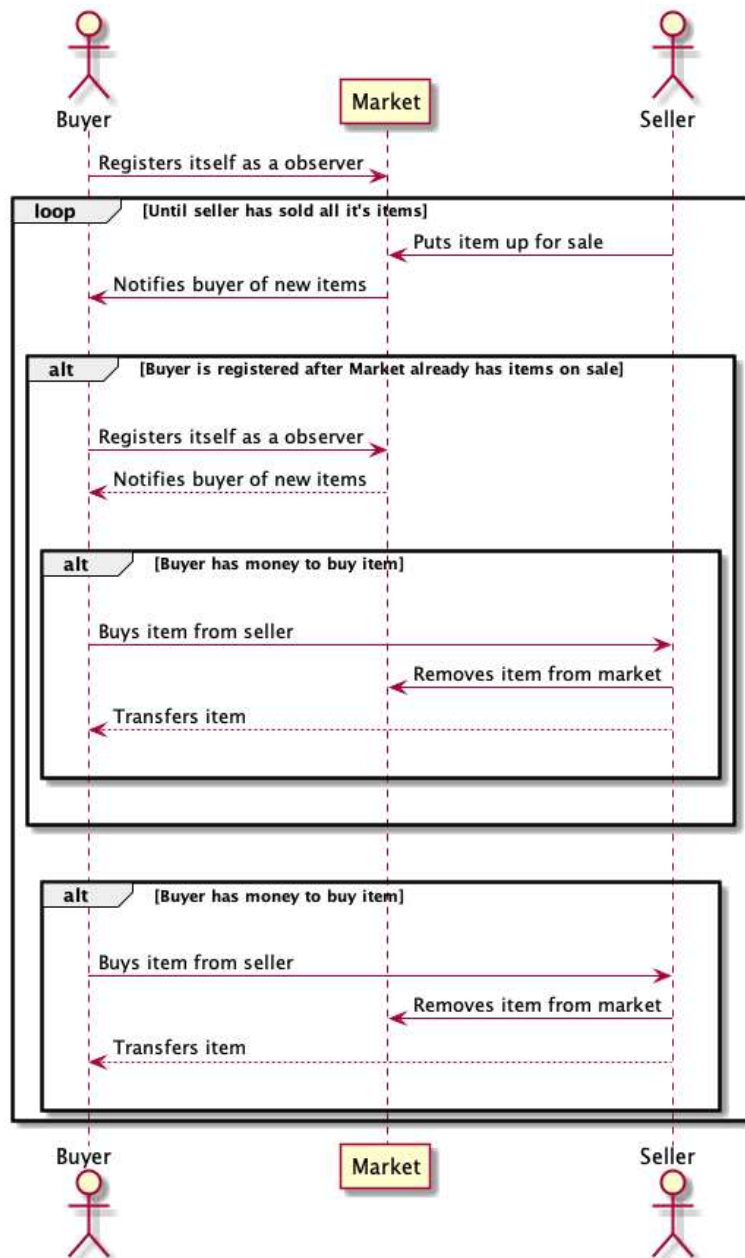 Buyer
Market
Seller
Registers itself as a observer
loop [Until seller has sold all it's items]
Puts item up for sale
Notifies buyer of new items
alt [Buyer is registered after Market already has items on sale]
Registers itself as a observer
Notifies buyer of new items
alt [Buyer has money to buy item]
Buys item from seller
Removes item from market
Transfers item
alt [Buyer has money to buy item]
Buys item from seller
Removes item from market
Transfers item
Buyer
Market
Seller